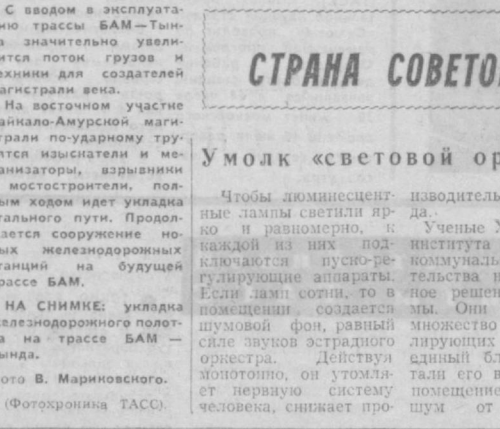 С вводом в эксплуата-
ию трассы БАМ—Тын-
а значительно увели-
ится поток грузов и
ехники для создателей
агистрали века.
На восточном участке
айкало-Амурской маги-
трали по-ударному тру-
ятся изыскатели и ме-
анизаторы, взрывники
мостостроители, пол-
ым ходом идет укладка
тального пути. Продол-
ается сооружение но-
ых железнодорожных
танций на будущей
рассе БАМ.
НА СНИМКЕ: укладка
елезнодорожного полот-
а на трассе БАМ —
ында.
ото В. Мариковского.
(Фотохроника ТАСС).
СТРАНА СОВЕТО
Умолк «световой ор
Чтобы люминесцент-
ные лампы светили яр-
ко и равномерно, к
каждой из них под-
ключаются пуско-ре-
гулирующие аппараты.
Если ламп сотни, то в
помещении создается
шумовой фон, равный
силе звуков эстрадного
оркестра. Действуя
монотонно, он утомля-
ет нервную систему
человека, снижает про-
изводитель
да.
Ученые Х
института
коммуналь
тельства н
ное решен
мы. Они
множество
лирующих
единый бл
тали его в
помещение
шум от